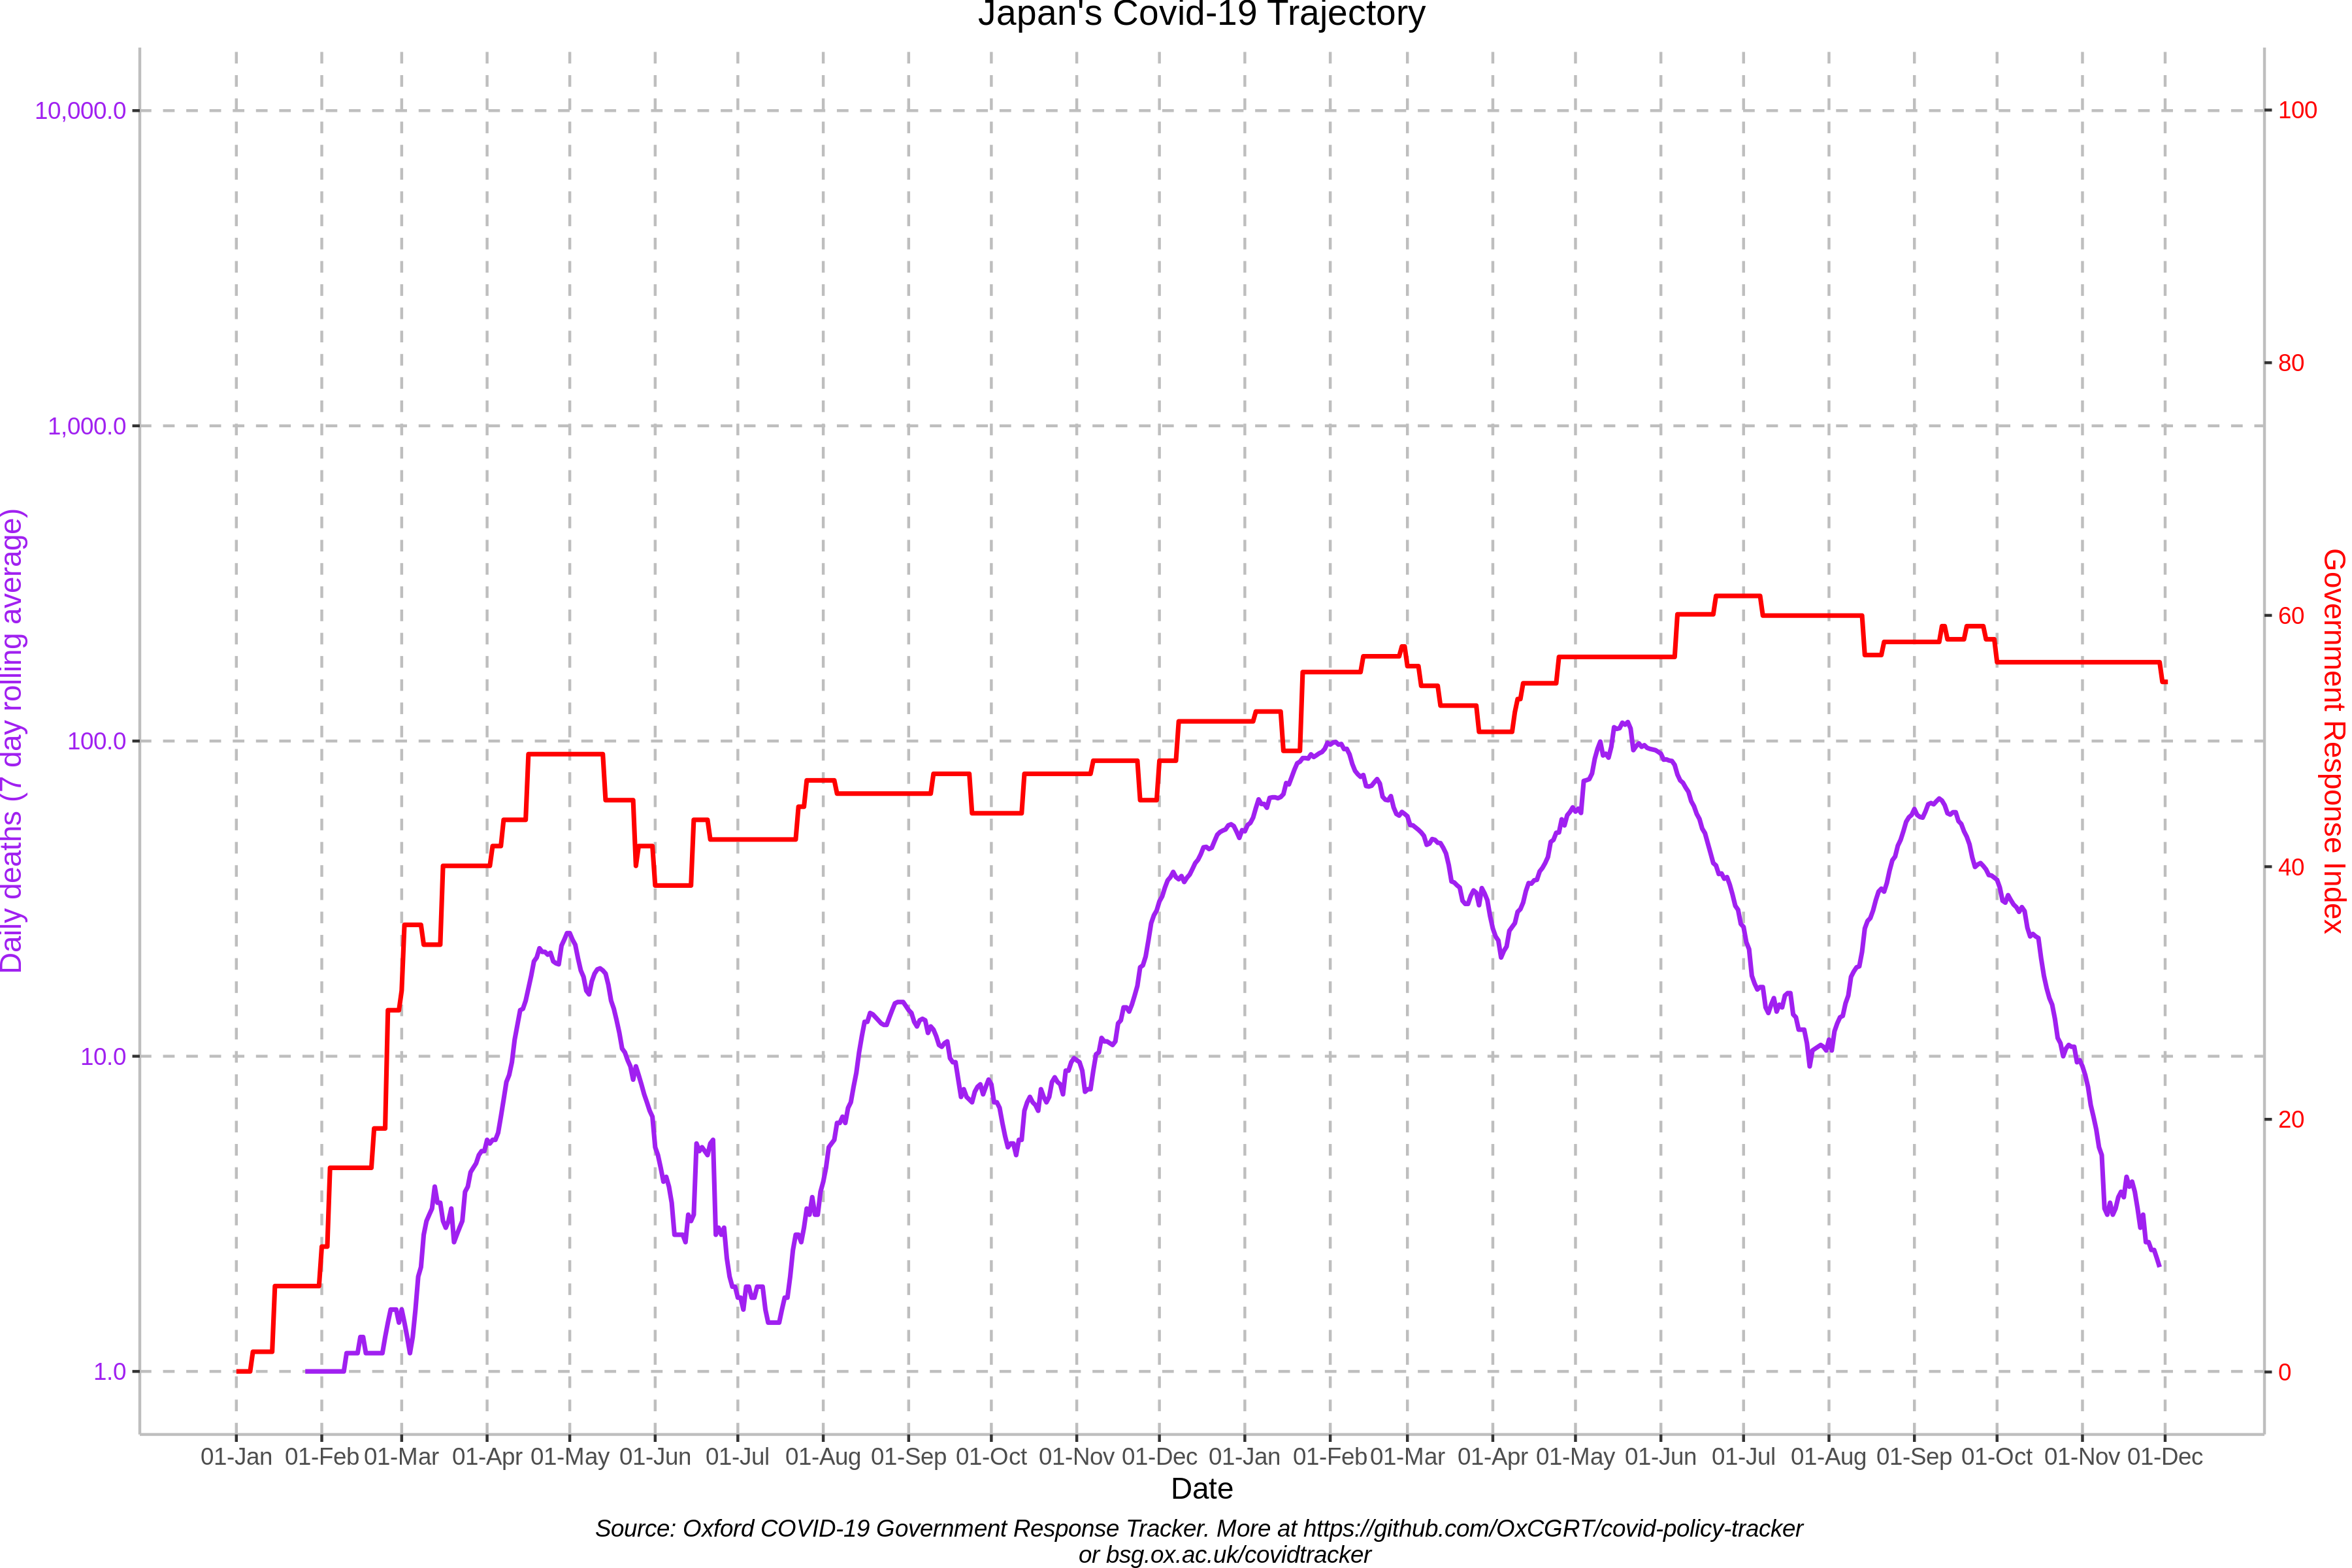 Japan's Covid-19 Trajectory
10,000.0
1,000.0
100.0
10.0
1.0
Daily deaths (7 day rolling average)
100
80
60
40
20
0
Government Response Index
01-Jan 01-Feb 01-Mar 01-Apr 01-May 01-Jun 01-Jul 01-Aug 01-Sep 01-Oct 01-Nov 01-Dec 01-Jan 01-Feb 01-Mar 01-Apr 01-May 01-Jun 01-Jul 01-Aug 01-Sep 01-Oct 01-Nov 01-Dec
Date
Source: Oxford COVID-19 Government Response Tracker. More at https://github.com/OxCGRT/covid-policy-tracker
or bsg.ox.ac.uk/covidtracker